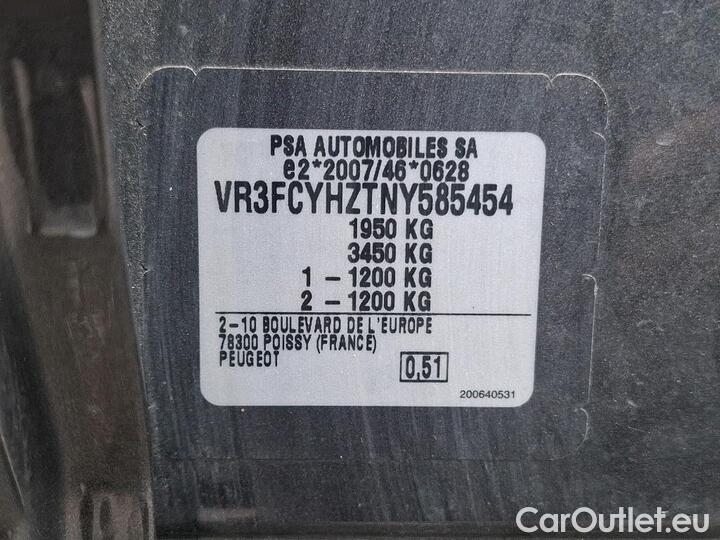 PSA AUTOMOBILES SA
e2*2007/46*0628
VR3FCYHZTNY585454
1950 KG
3450 KG
1 - 1200 KG
2 - 1200 KG
2-10 BOULEVARD DE L'EUROPE
78300 POISSY (FRANCE)
PEUGEOT
0,51
200640531
CarOutlet.eu